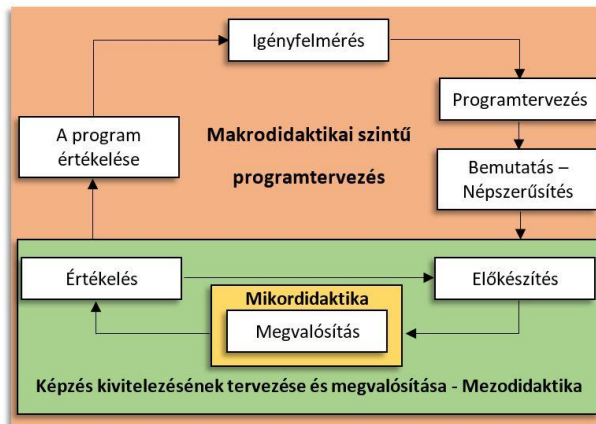 Igényfelmérés
Programtervezés
A program
értékelése
Makrodidaktikai szintű
programtervezés
Bemutatás –
Népszerűsítés
Értékelés
Előkészítés
Mikordidaktika
Megvalósítás
Képzés kivitelezésének tervezése és megvalósítása - Mezodidaktika